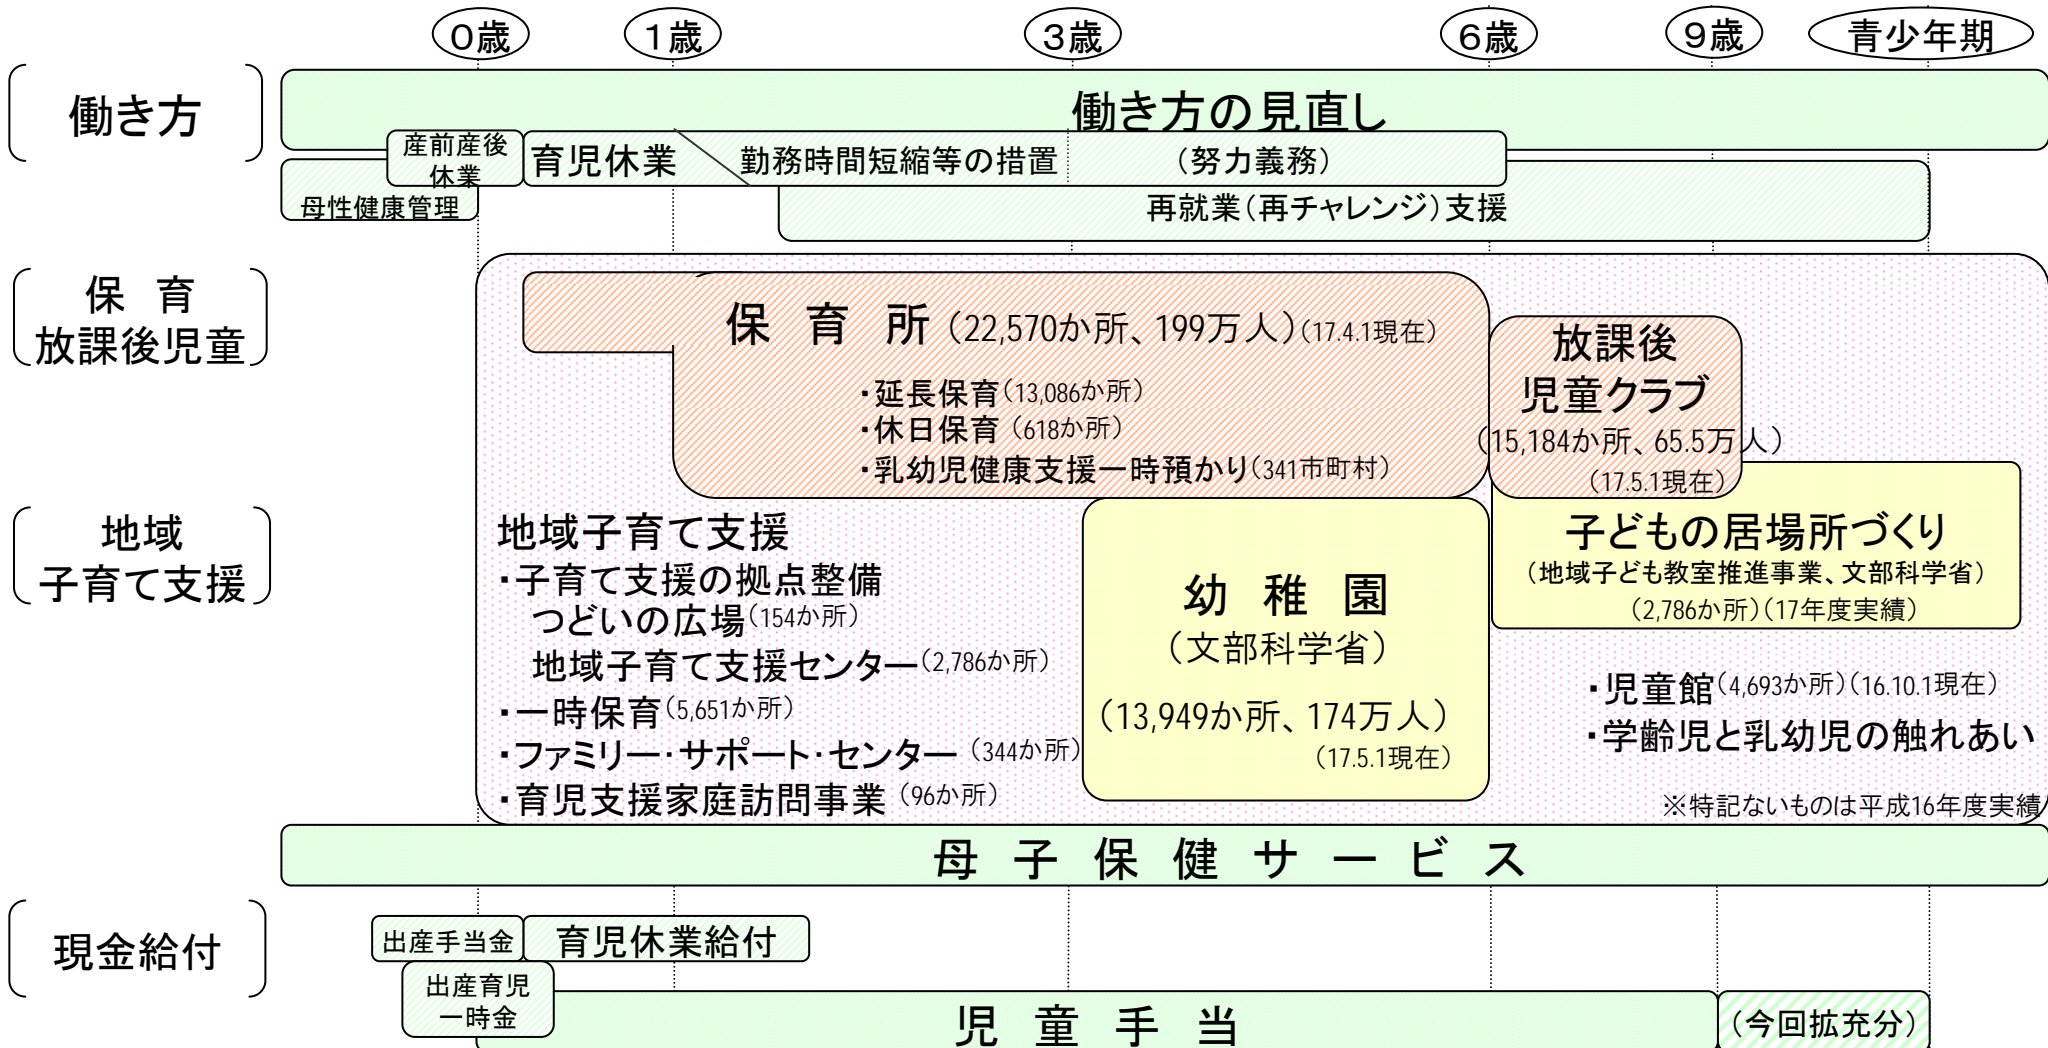 0歳
1歳
3歳
6歳
9歳
青少年期
働き方
働き方の見直し
産前産後
休業
育児休業
勤務時間短縮等の措置
(努力義務)
母性健康管理
再就業(再チャレンジ)支援
保 育
放課後児童
保 育 所(22,570か所、199万人)(17.4.1現在)
・延長保育(13,086か所)
・休日保育(618か所)
・乳幼児健康支援一時預かり(341市町村)
放課後
児童クラブ
(15,184か所、65.5万人)
(17.5.1現在)
地域
子育て支援
地域子育て支援
・子育て支援の拠点整備
つどいの広場(154か所)
地域子育て支援センター(2,786か所)
・一時保育(5,651か所)
・ファミリー・サポート・センター(344か所)
・育児支援家庭訪問事業(96か所)
幼 稚 園
(文部科学省)
(13,949か所、174万人)
(17.5.1現在)
子どもの居場所づくり
(地域子ども教室推進事業、文部科学省)
(2,786か所)(17年度実績)
・児童館(4,693か所)(16.10.1現在)
・学齢児と乳幼児の触れあい
※特記ないものは平成16年度実績
母 子 保 健 サ ー ビ ス
現金給付
出産手当金
育児休業給付
出産育児
一時金
児 童 手 当
(今回拡充分)